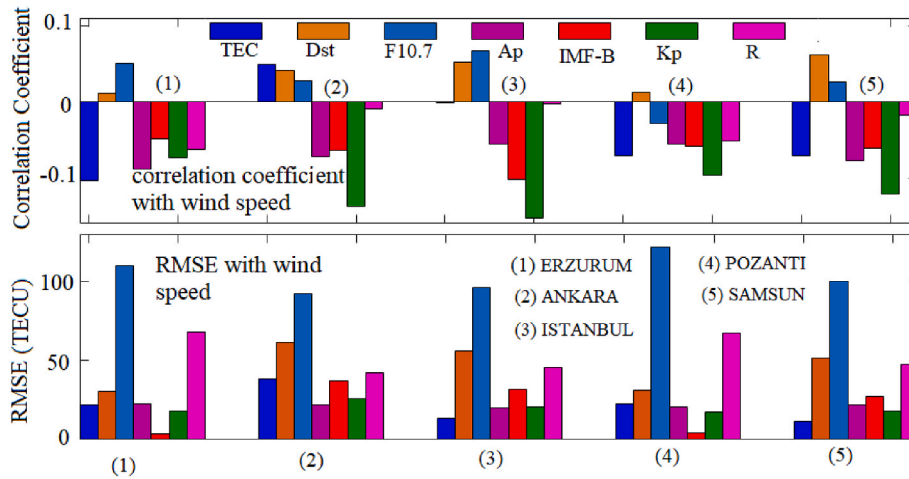 0.1
0
-0.1
Correlation Coefficient
TEC Dst F10.7 Ap IMF-B Kp R
(1) (2) (3) (4) (5)
correlation coefficient
with wind speed
100
50
0
RMSE (TECU)
RMSE with wind
speed
(1) ERZURUM
(2) ANKARA
(3) ISTANBUL
(4) POZANTI
(5) SAMSUN
(1) (2) (3) (4) (5)